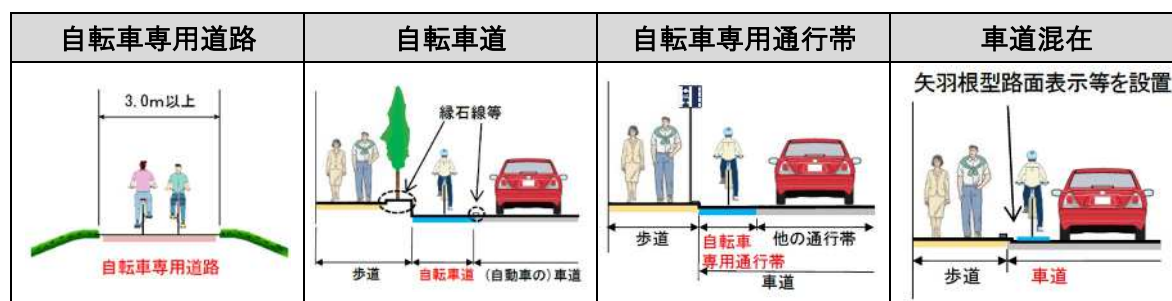 自転車専用道路
自転車道
自転車専用通行帯
車道混在
3.0m以上
自転車専用道路
縁石線等
歩道
自転車道
(自動車の)車道
歩道
自転車
専用通行帯
他の通行帯
車道
矢羽根型路面表示等を設置
歩道
車道